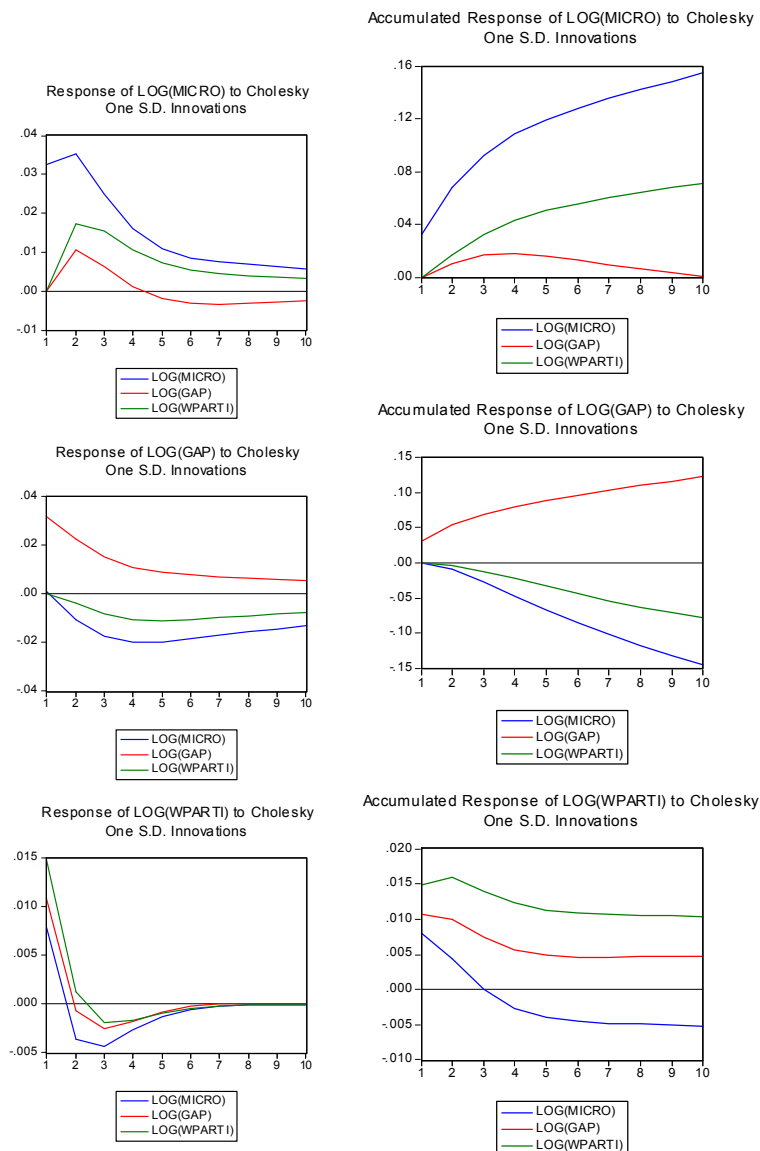 Response of LOG(MICRO) to Cholesky
One S.D. Innovations
.04
.03
.02
.01
.00
-.01
1 2 3 4 5 6 7 8 9 10
LOG(MICRO)
LOG(GAP)
LOG(WPARTI)
Accumulated Response of LOG(MICRO) to Cholesky
One S.D. Innovations
.16
.12
.08
.04
.00
1 2 3 4 5 6 7 8 9 10
LOG(MICRO)
LOG(GAP)
LOG(WPARTI)
Response of LOG(GAP) to Cholesky
One S.D. Innovations
.04
.02
.00
-.02
-.04
1 2 3 4 5 6 7 8 9 10
LOG(MICRO)
LOG(GAP)
LOG(WPARTI)
Accumulated Response of LOG(GAP) to Cholesky
One S.D. Innovations
.15
.10
.05
.00
-.05
-.10
-.15
1 2 3 4 5 6 7 8 9 10
LOG(MICRO)
LOG(GAP)
LOG(WPARTI)
Response of LOG(WPARTI) to Cholesky
One S.D. Innovations
.015
.010
.005
.000
-.005
1 2 3 4 5 6 7 8 9 10
LOG(MICRO)
LOG(GAP)
LOG(WPARTI)
Accumulated Response of LOG(WPARTI) to Cholesky
One S.D. Innovations
.020
.015
.010
.005
.000
-.005
-.010
1 2 3 4 5 6 7 8 9 10
LOG(MICRO)
LOG(GAP)
LOG(WPARTI)